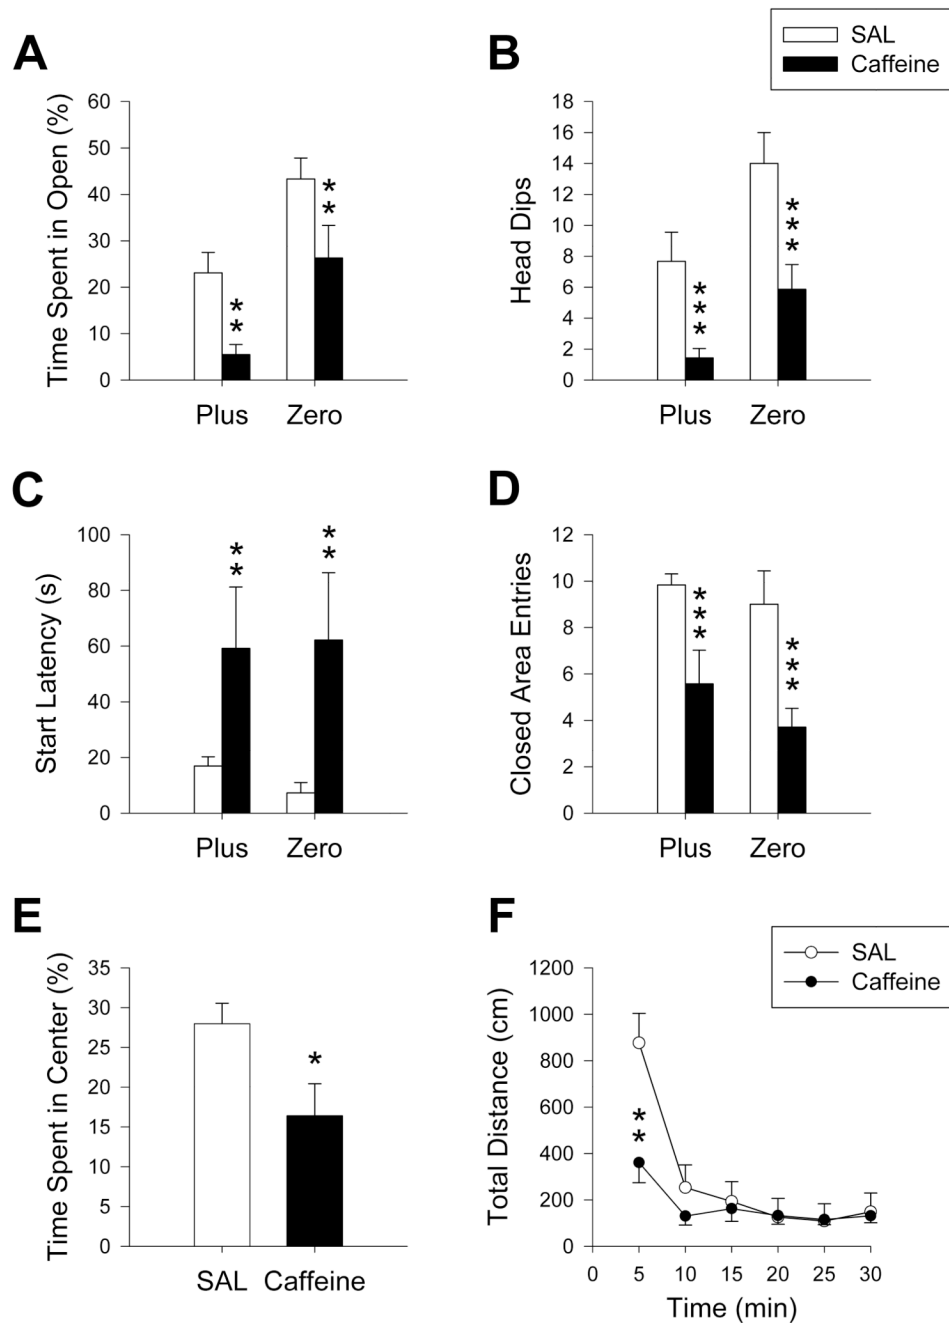 A
Time Spent in Open (%)
60
50
40
30
20
10
0
**
**
Plus Zero
B
SAL
Caffeine
Head Dips
18
16
14
12
10
8
6
4
2
0
***
***
Plus Zero
C
Start Latency (s)
100
80
60
40
20
0
**
**
Plus Zero
D
Closed Area Entries
12
10
8
6
4
2
0
***
***
Plus Zero
E
Time Spent in Center (%)
35
30
25
20
15
10
5
0
*
SAL Caffeine
F
SAL
Caffeine
Total Distance (cm)
1200
1000
800
600
400
200
0
**
0 5 10 15 20 25 30
Time (min)